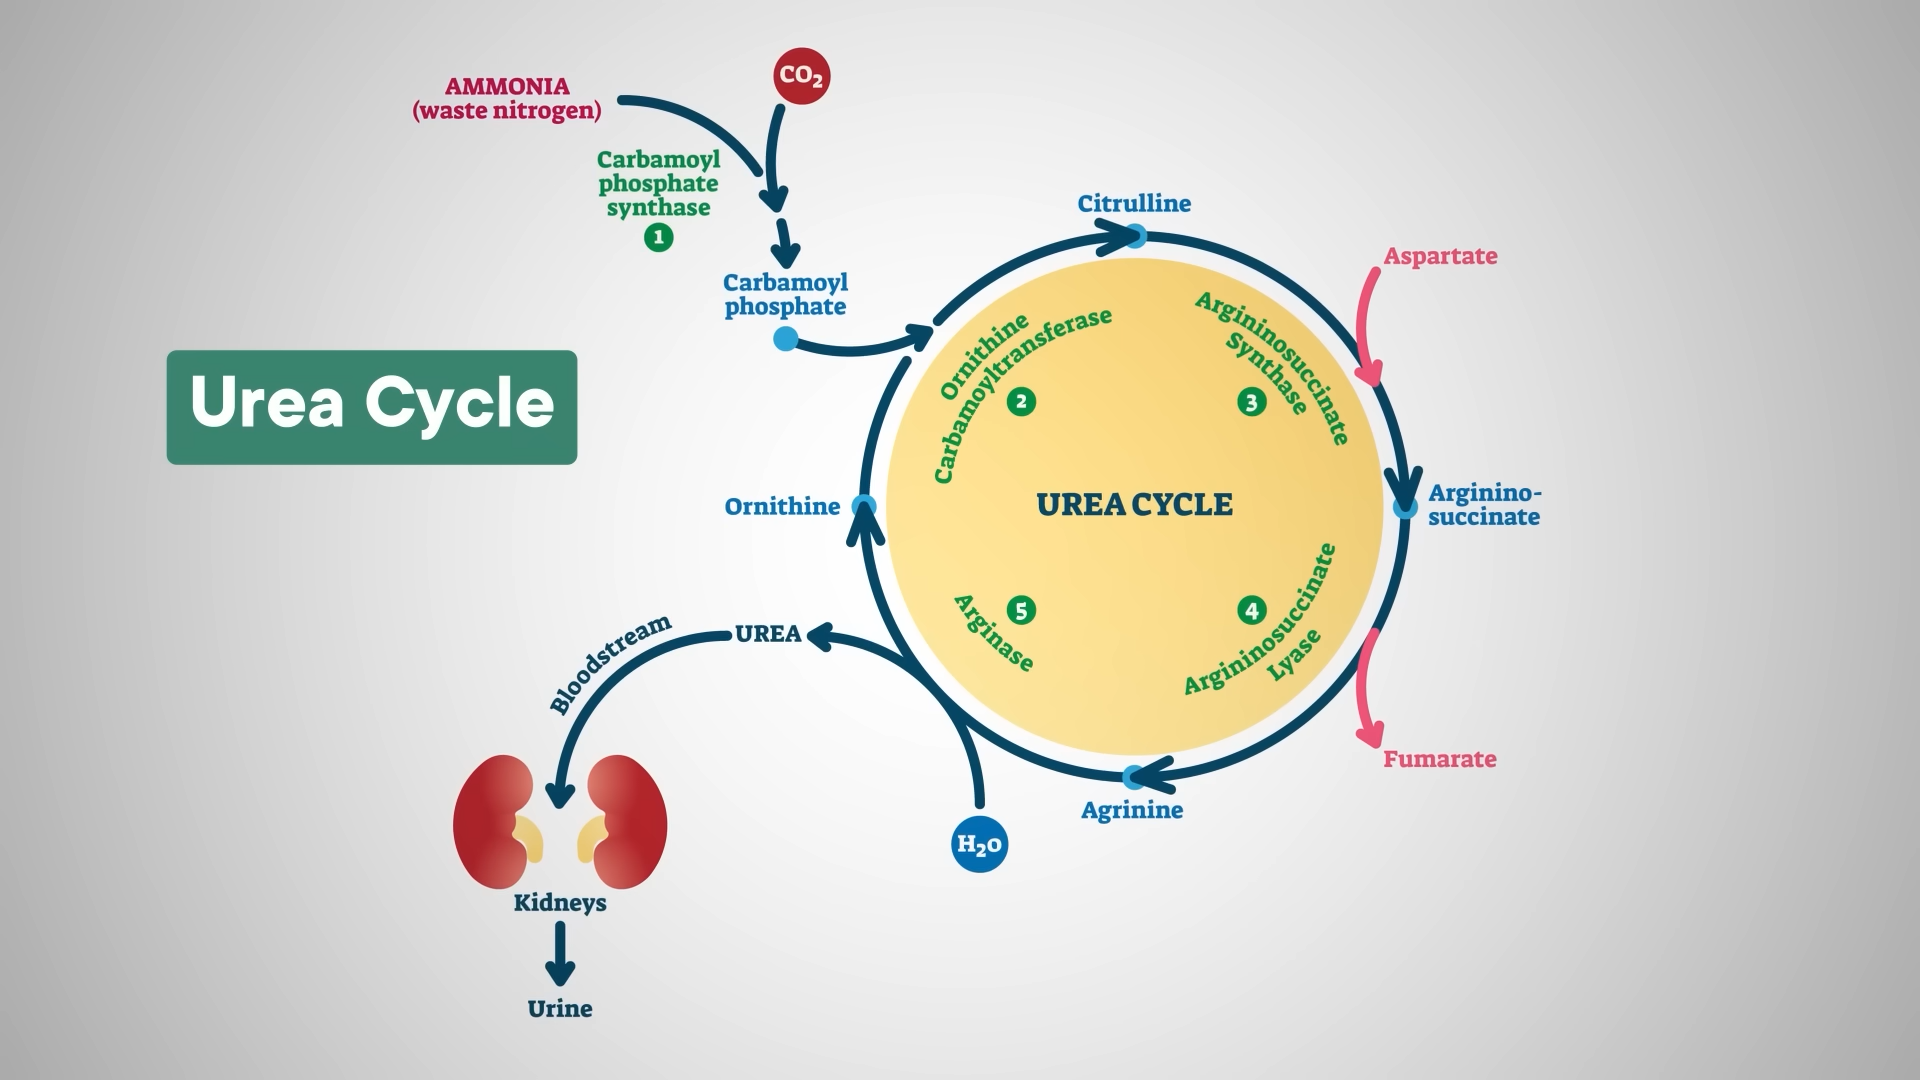 CO2
AMMONIA
(waste nitrogen)
Carbamoyl
phosphate
synthase
1
Carbamoyl
phosphate
Citrulline
Aspartate
Urea Cycle
Ornithine
Carbamoyltransferase
2
Argininosuccinate
Synthase
3
Ornithine
UREA CYCLE
Arginino-
succinate
Arginase
5
Argininosuccinate
Lyase
4
UREA
Bloodstream
Fumarate
Agrinine
H2O
Kidneys
Urine